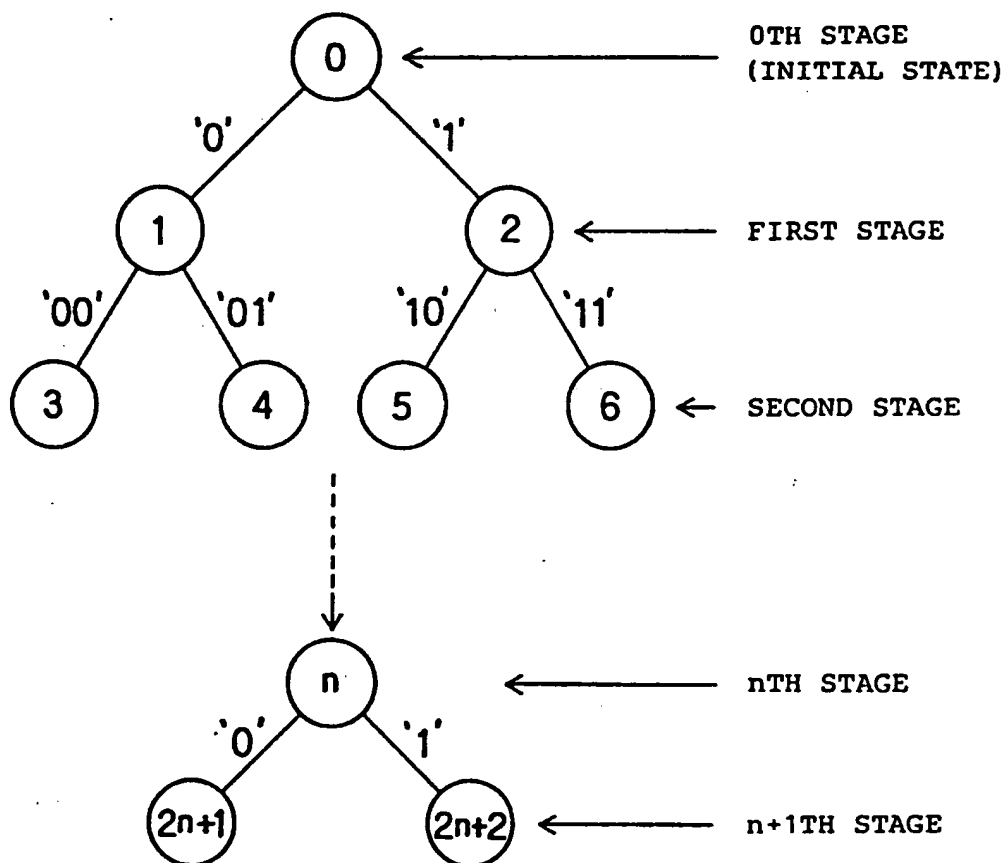 0TH STAGE
(INITIAL STATE)
0
'0' '1'
1 2 FIRST STAGE
'00' '01' '10' '11'
3 4 5 6 SECOND STAGE
n nTH STAGE
'0' '1'
2n+1 2n+2 n+1TH STAGE